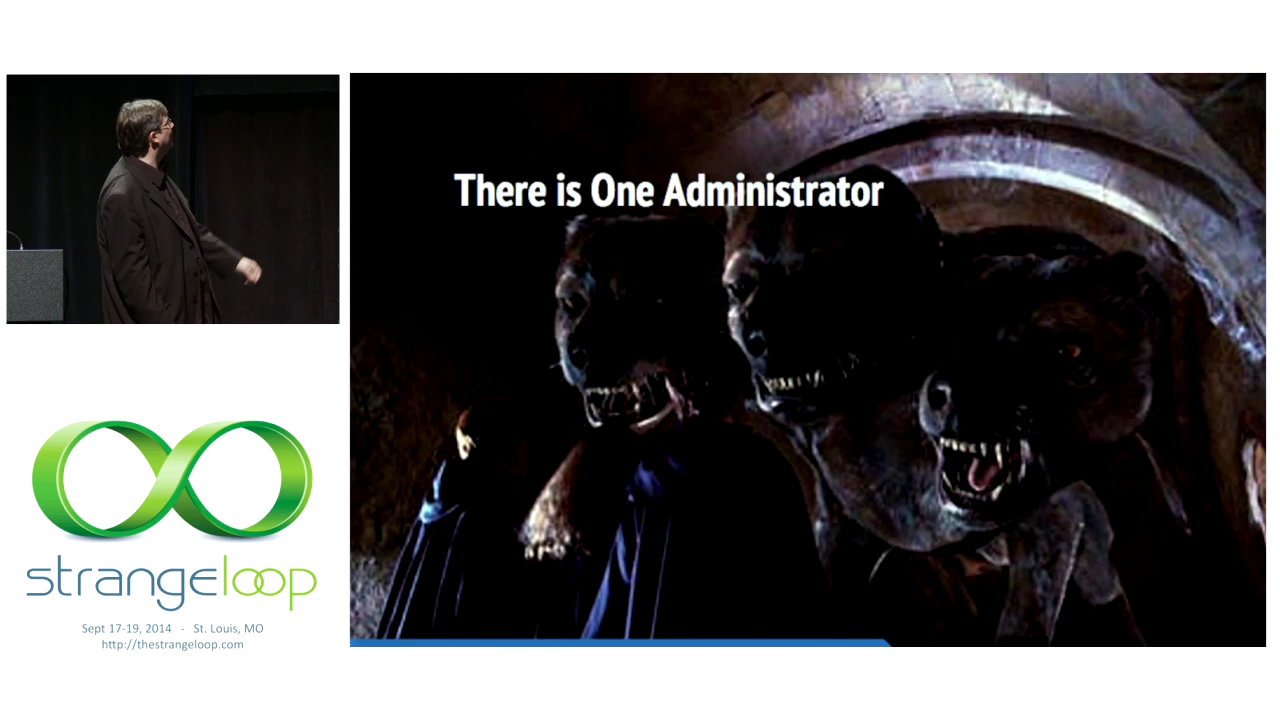 There is One Administrator
strangeloop
Sept 17-19, 2014 - St. Louis, MO
http://thestrangeloop.com